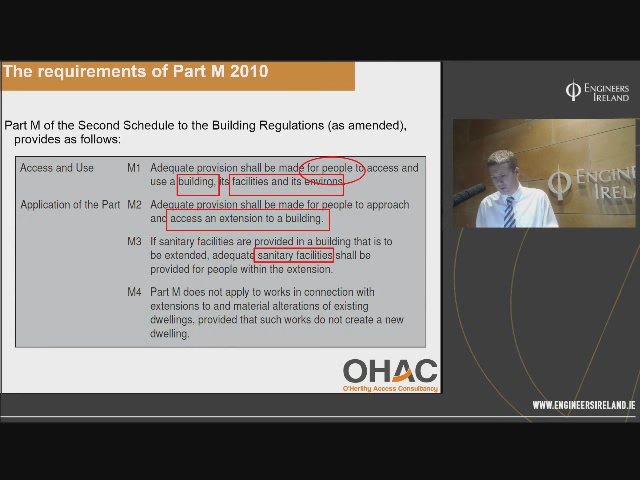 The requirements of Part M 2010
Part M of the Second Schedule to the Building Regulations (as amended),
provides as follows:
Access and Use M1 Adequate provision shall be made for people to access and
use a building, its facilities and its environs.
Application of the Part M2 Adequate provision shall be made for people to approach
and access an extension to a building.
M3 If sanitary facilities are provided in a building that is to
be extended, adequate sanitary facilities shall be
provided for people within the extension.
M4 Part M does not apply to works in connection with
extensions to and material alterations of existing
dwellings, provided that such works do not create a new
dwelling.
OHAC
O'Herlihy Access Consultancy
ENGINEERS
IRELAND
ENGINE
IRELAN
WWW.ENGINEERSIRELAND.IE